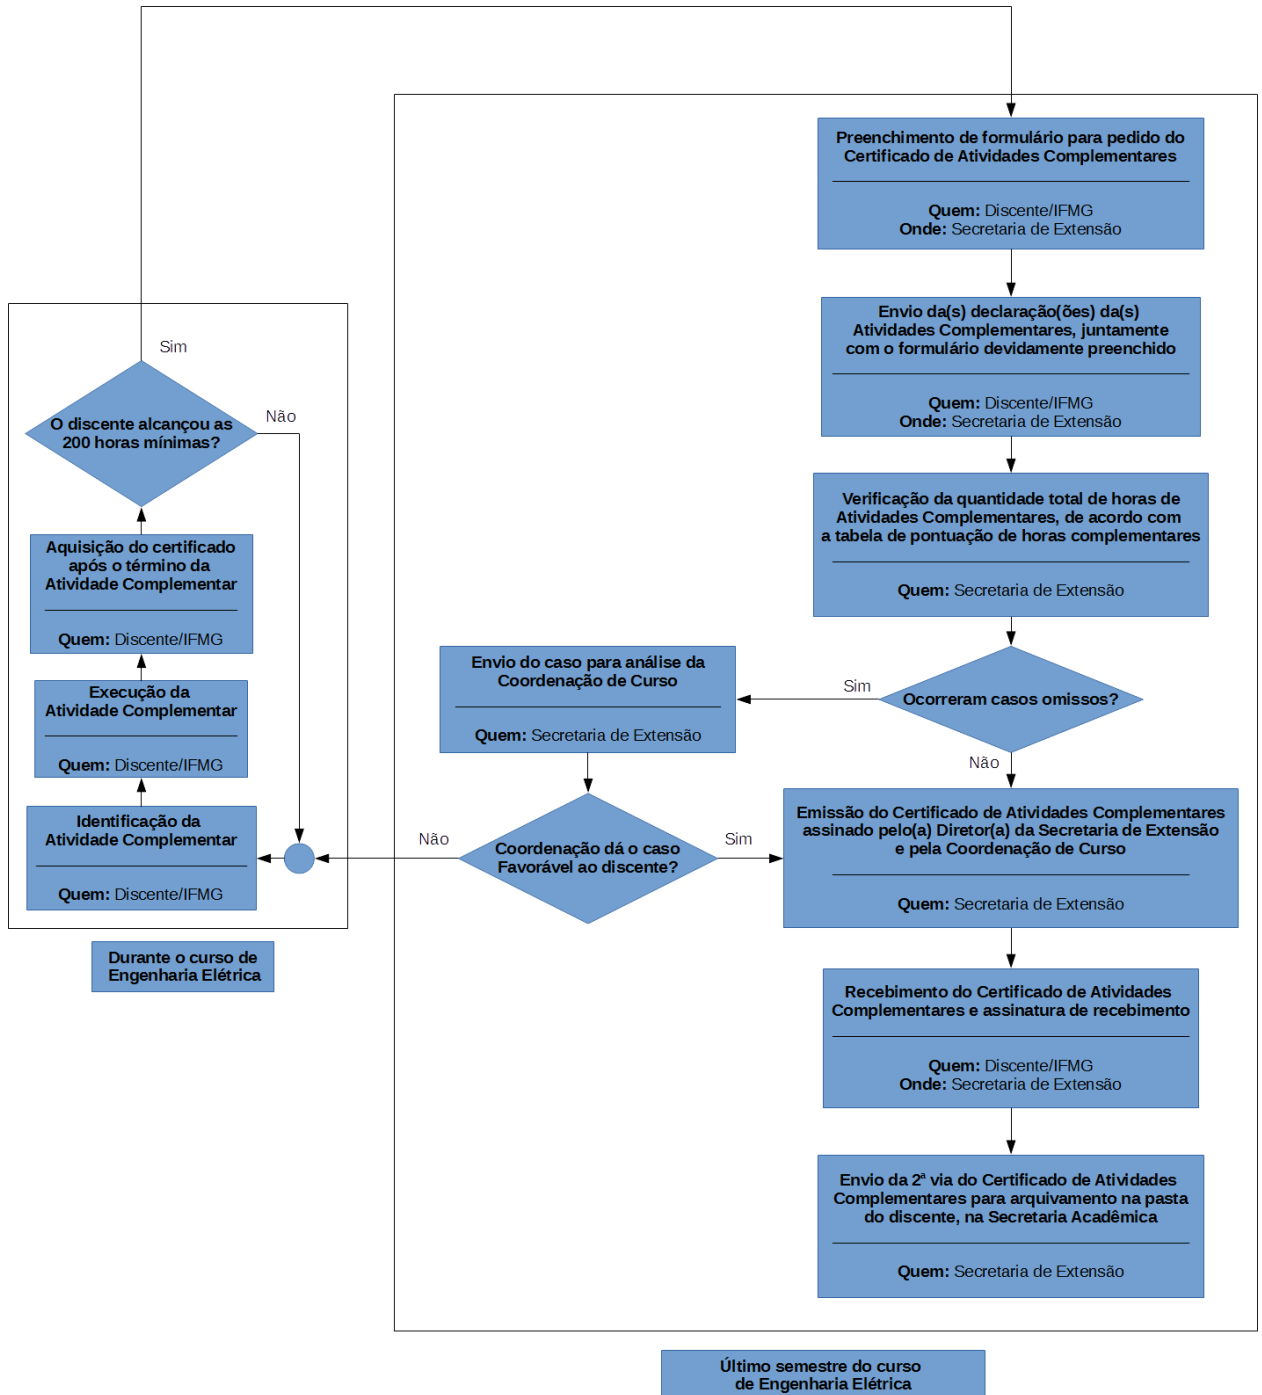 Preenchimento de formulário para pedido do
Certificado de Atividades Complementares
Quem: Discente/IFMG
Onde: Secretaria de Extensão
Envio da(s) declaração(ões) da(s)
Atividades Complementares, juntamente
com o formulário devidamente preenchido
Quem: Discente/IFMG
Onde: Secretaria de Extensão
Sim
Não
O discente alcançou as
200 horas mínimas?
Verificação da quantidade total de horas de
Atividades Complementares, de acordo com
a tabela de pontuação de horas complementares
Quem: Secretaria de Extensão
Aquisição do certificado
após o término da
Atividade Complementar
Quem: Discente/IFMG
Envio do caso para análise da
Coordenação de Curso
Quem: Secretaria de Extensão
Sim
Ocorreram casos omissos?
Não
Execução da
Atividade Complementar
Quem: Discente/IFMG
Identificação da
Atividade Complementar
Quem: Discente/IFMG
Não
Coordenação dá o caso
Favorável ao discente?
Sim
Emissão do Certificado de Atividades Complementares
assinado pelo(a) Diretor(a) da Secretaria de Extensão
e pela Coordenação de Curso
Quem: Secretaria de Extensão
Durante o curso de
Engenharia Elétrica
Recebimento do Certificado de Atividades
Complementares e assinatura de recebimento
Quem: Discente/IFMG
Onde: Secretaria de Extensão
Envio da 2ª via do Certificado de Atividades
Complementares para arquivamento na pasta
do discente, na Secretaria Acadêmica
Quem: Secretaria de Extensão
Último semestre do curso
de Engenharia Elétrica